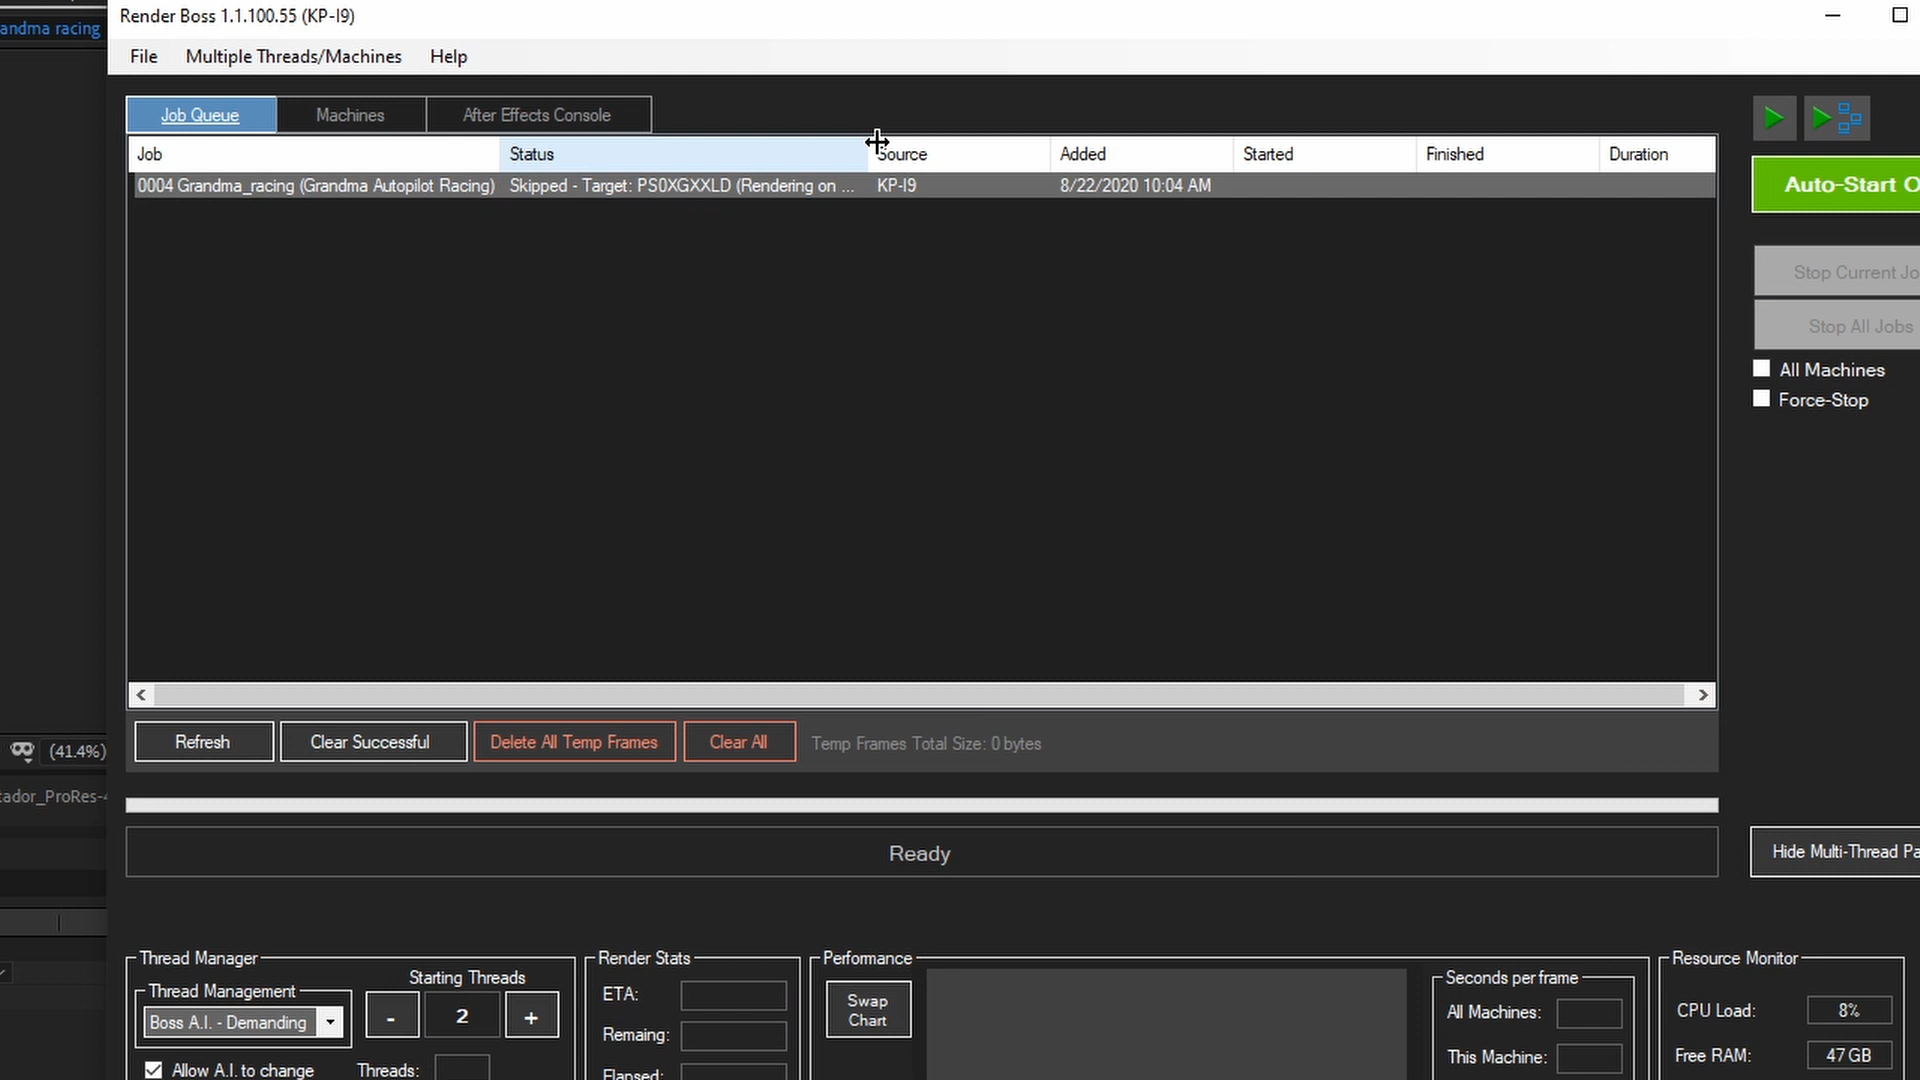 Render Boss 1.1.100.55 (KP-I9)
andma racing
File Multiple Threads/Machines Help
Job Queue Machines After Effects Console
Job Status Source Added Started Finished Duration
0004 Grandma_racing (Grandma Autopilot Racing) Skipped - Target: PS0XGXXLD (Rendering on ... KP-I9 8/22/2020 10:04 AM
Auto-Start O
Stop Current Jo
Stop All Jobs
All Machines
Force-Stop
Refresh Clear Successful Delete All Temp Frames Clear All Temp Frames Total Size: 0 bytes
(41.4%)
tador_ProRes-4
Ready
Hide Multi-Thread Pa
Thread Manager Render Stats Performance Resource Monitor
Starting Threads Seconds per frame
Thread Management ETA: Swap
Chart
Boss A.I. - Demanding - 2 + All Machines: CPU Load: 8%
Remaing:
This Machine: Free RAM: 47 GB
Allow A.I. to change Threads: Elapsed: